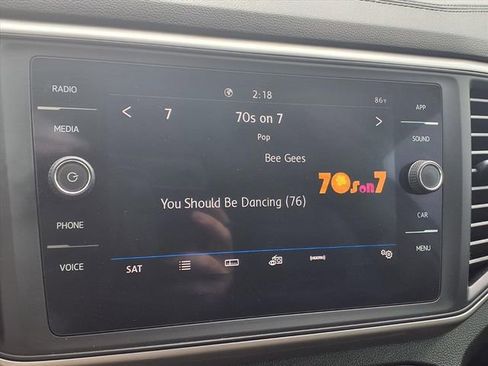 RADIO
2:18
86°F
APP
< 7 70s on 7 >
MEDIA
Pop
SOUND
Bee Gees
70s on 7
You Should Be Dancing (76)
PHONE
CAR
VOICE
SAT
MENU